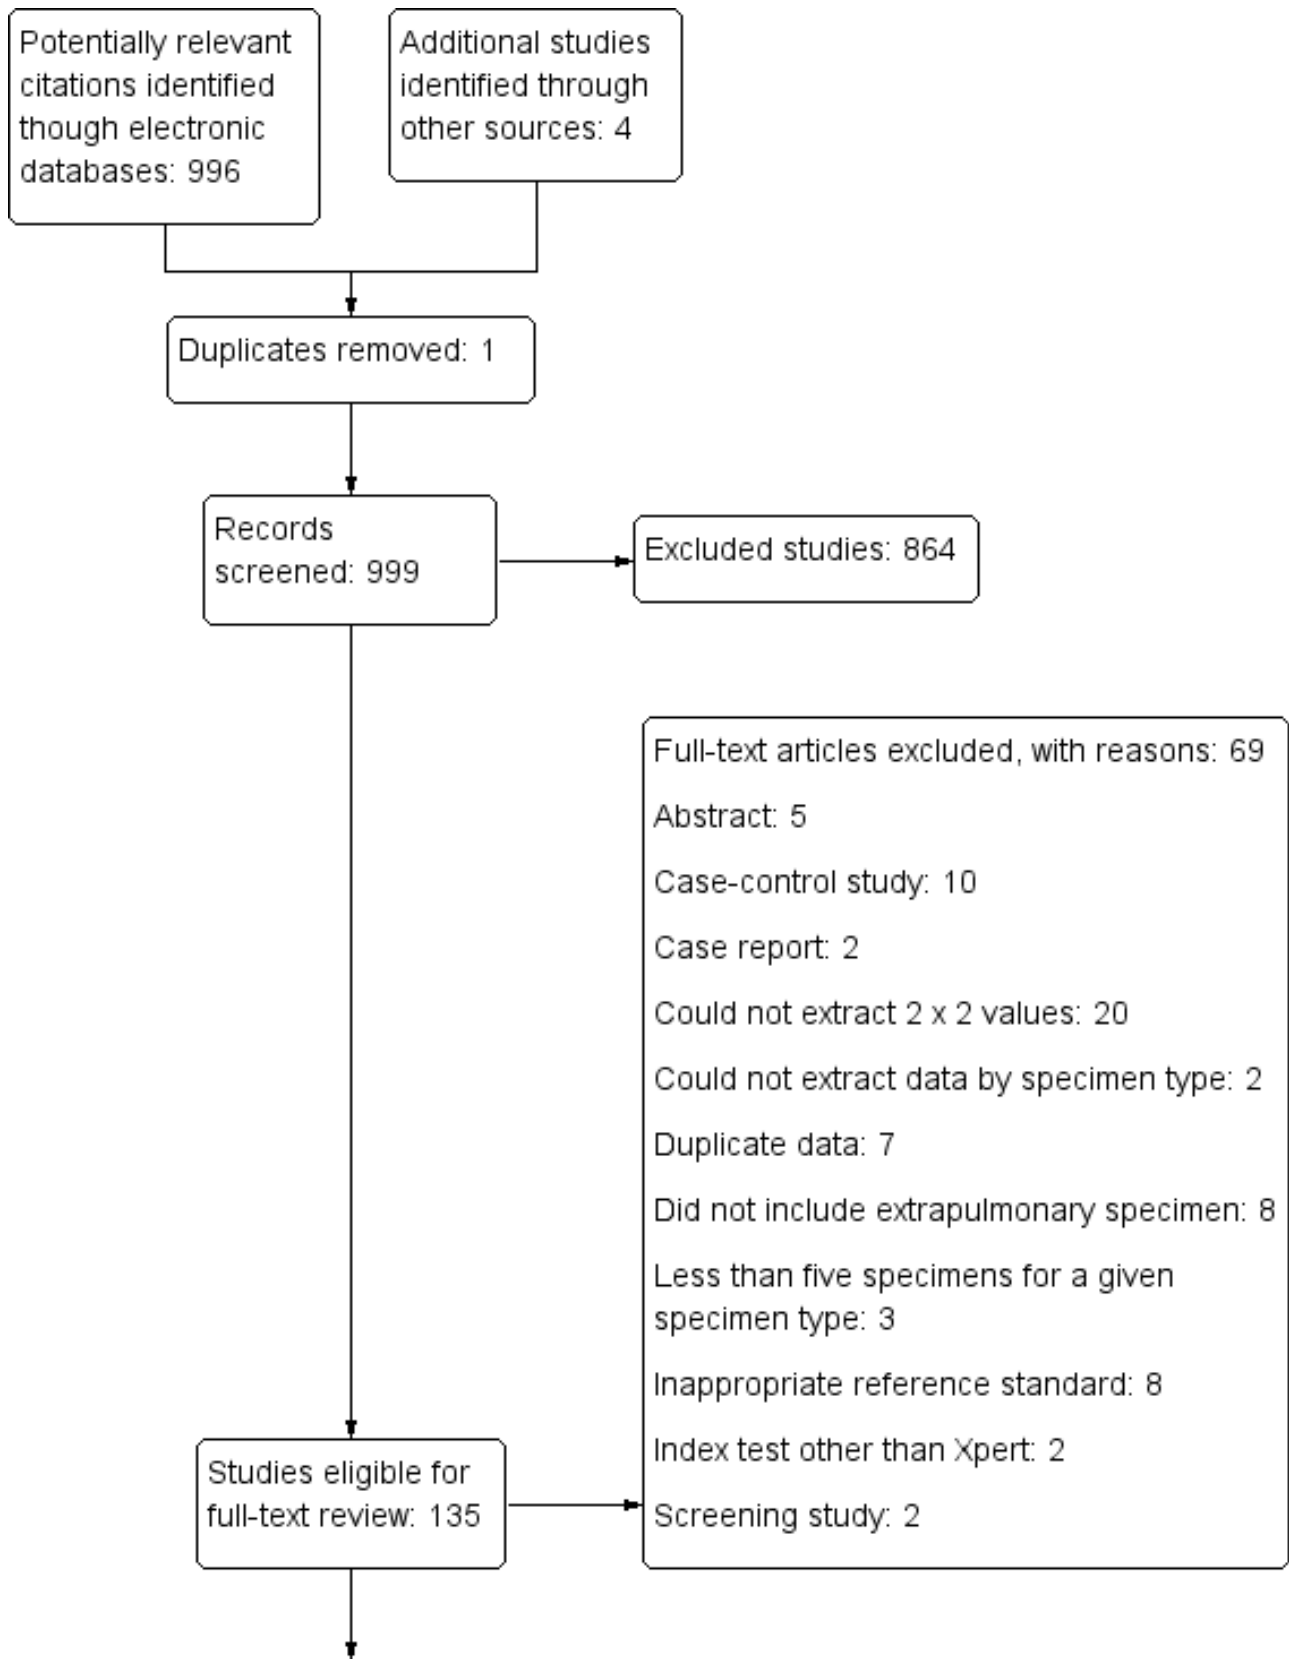 Potentially relevant
citations identified
though electronic
databases: 996
Additional studies
identified through
other sources: 4
Duplicates removed: 1
Records
screened: 999
Excluded studies: 864
Full-text articles excluded, with reasons: 69
Abstract: 5
Case-control study: 10
Case report: 2
Could not extract 2 x 2 values: 20
Could not extract data by specimen type: 2
Duplicate data: 7
Did not include extrapulmonary specimen: 8
Less than five specimens for a given
specimen type: 3
Inappropriate reference standard: 8
Index test other than Xpert: 2
Screening study: 2
Studies eligible for
full-text review: 135